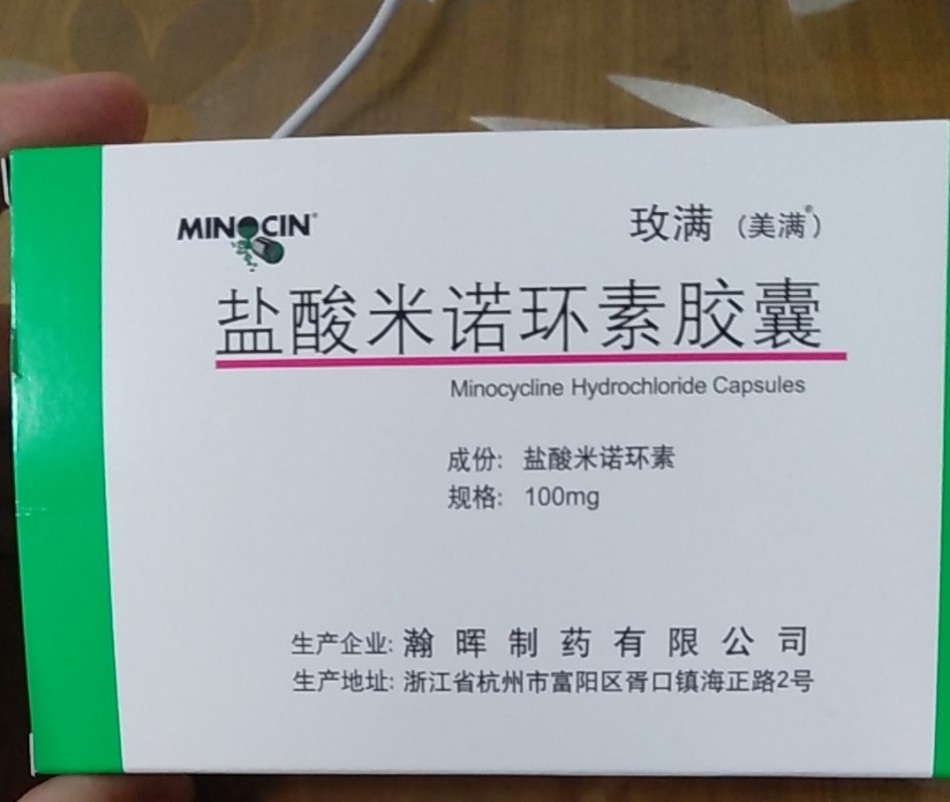 MINOCIN®
玫满（美满®）
盐酸米诺环素胶囊
Minocycline Hydrochloride Capsules
成份: 盐酸米诺环素
规格: 100mg
生产企业: 瀚晖制药有限公司
生产地址: 浙江省杭州市富阳区胥口镇海正路2号